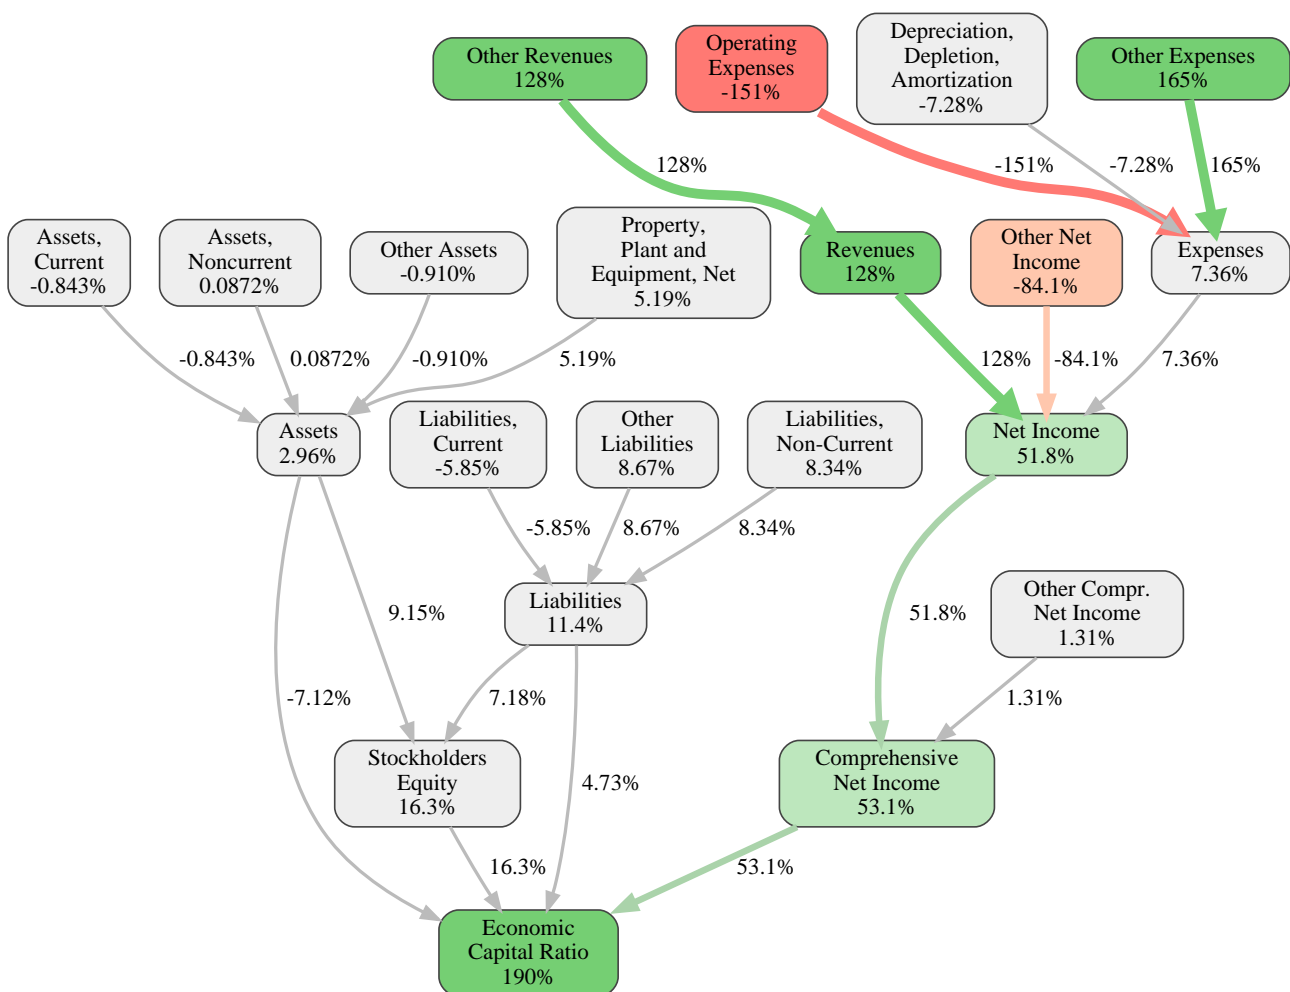 Other Revenues
128%
Operating
Expenses
-151%
Depreciation,
Depletion,
Amortization
-7.28%
Other Expenses
165%
128%
-151%
-7.28%
165%
Assets,
Current
-0.843%
Assets,
Noncurrent
0.0872%
Other Assets
-0.910%
Property,
Plant and
Equipment, Net
5.19%
Revenues
128%
Other Net
Income
-84.1%
Expenses
7.36%
-0.843%
0.0872%
-0.910%
5.19%
128%
-84.1%
7.36%
Assets
2.96%
Liabilities,
Current
-5.85%
Other
Liabilities
8.67%
Liabilities,
Non-Current
8.34%
Net Income
51.8%
-5.85%
8.67%
8.34%
Liabilities
11.4%
9.15%
51.8%
Other Compr.
Net Income
1.31%
-7.12%
7.18%
1.31%
Stockholders
Equity
16.3%
4.73%
Comprehensive
Net Income
53.1%
16.3%
53.1%
Economic
Capital Ratio
190%